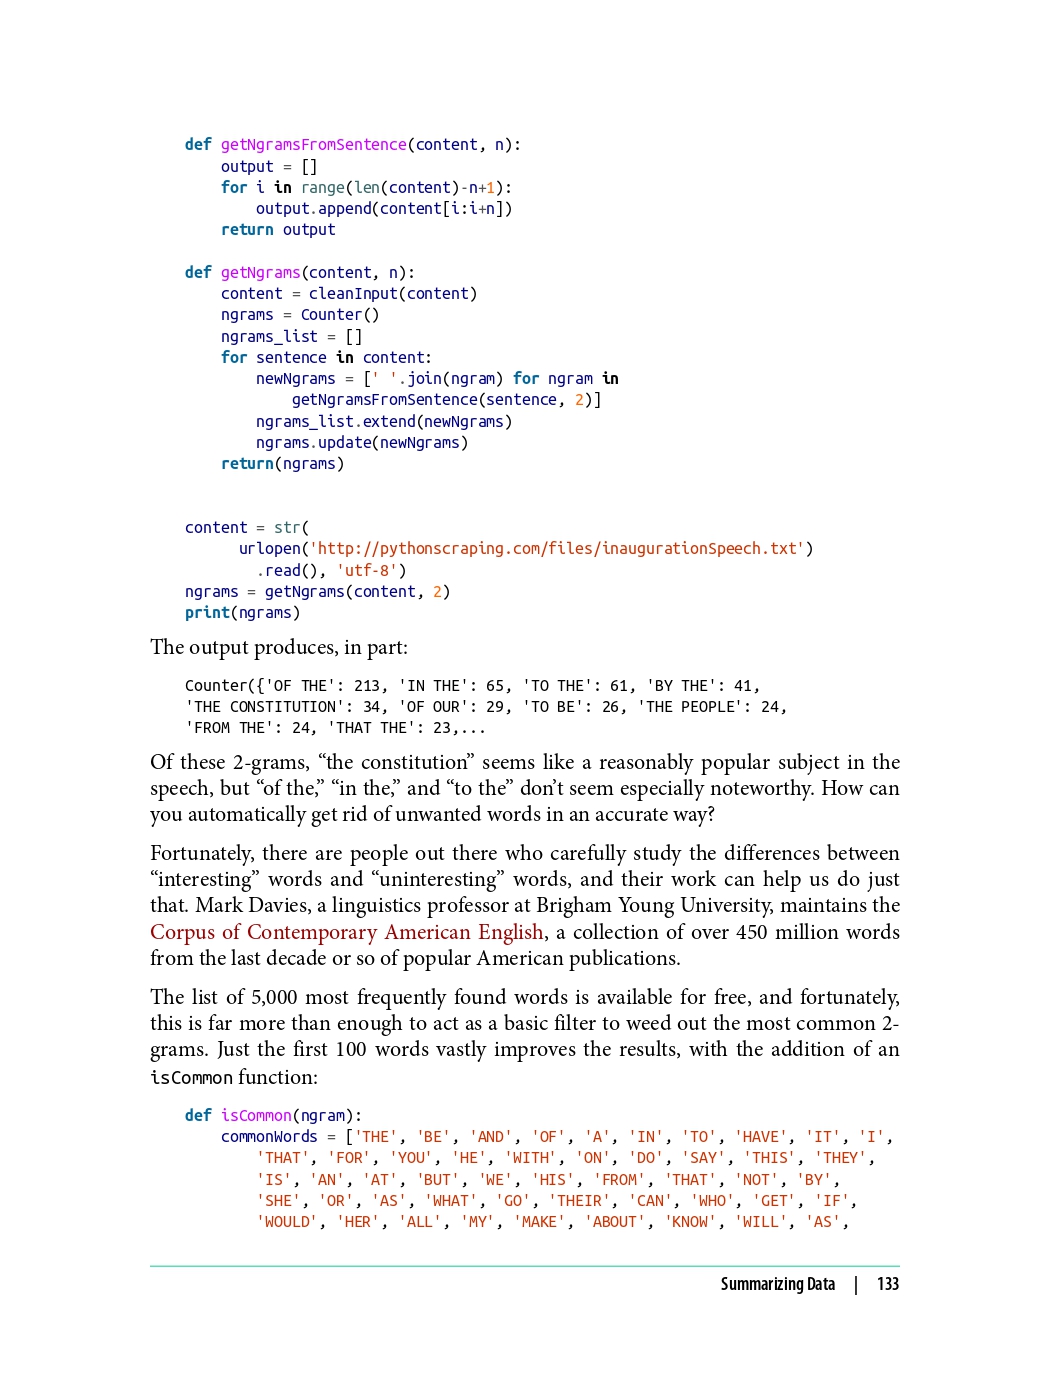 def getNgramsFromSentence(content, n):
    output = []
    for i in range(len(content)-n+1):
        output.append(content[i:i+n])
    return output

def getNgrams(content, n):
    content = cleanInput(content)
    ngrams = Counter()
    ngrams_list = []
    for sentence in content:
        newNgrams = [' '.join(ngram) for ngram in
            getNgramsFromSentence(sentence, 2)]
        ngrams_list.extend(newNgrams)
        ngrams.update(newNgrams)
    return(ngrams)

content = str(
      urlopen('http://pythonscraping.com/files/inaugurationSpeech.txt')
        .read(), 'utf-8')
ngrams = getNgrams(content, 2)
print(ngrams)
The output produces, in part:
Counter({'OF THE': 213, 'IN THE': 65, 'TO THE': 61, 'BY THE': 41,
'THE CONSTITUTION': 34, 'OF OUR': 29, 'TO BE': 26, 'THE PEOPLE': 24,
'FROM THE': 24, 'THAT THE': 23,...
Of these 2-grams, “the constitution” seems like a reasonably popular subject in the
speech, but “of the,” “in the,” and “to the” don’t seem especially noteworthy. How can
you automatically get rid of unwanted words in an accurate way?
Fortunately, there are people out there who carefully study the differences between
“interesting” words and “uninteresting” words, and their work can help us do just
that. Mark Davies, a linguistics professor at Brigham Young University, maintains the
Corpus of Contemporary American English, a collection of over 450 million words
from the last decade or so of popular American publications.
The list of 5,000 most frequently found words is available for free, and fortunately,
this is far more than enough to act as a basic filter to weed out the most common 2-
grams. Just the first 100 words vastly improves the results, with the addition of an
isCommon function:
def isCommon(ngram):
    commonWords = ['THE', 'BE', 'AND', 'OF', 'A', 'IN', 'TO', 'HAVE', 'IT', 'I',
        'THAT', 'FOR', 'YOU', 'HE', 'WITH', 'ON', 'DO', 'SAY', 'THIS', 'THEY',
        'IS', 'AN', 'AT', 'BUT', 'WE', 'HIS', 'FROM', 'THAT', 'NOT', 'BY',
        'SHE', 'OR', 'AS', 'WHAT', 'GO', 'THEIR', 'CAN', 'WHO', 'GET', 'IF',
        'WOULD', 'HER', 'ALL', 'MY', 'MAKE', 'ABOUT', 'KNOW', 'WILL', 'AS',
Summarizing Data | 133